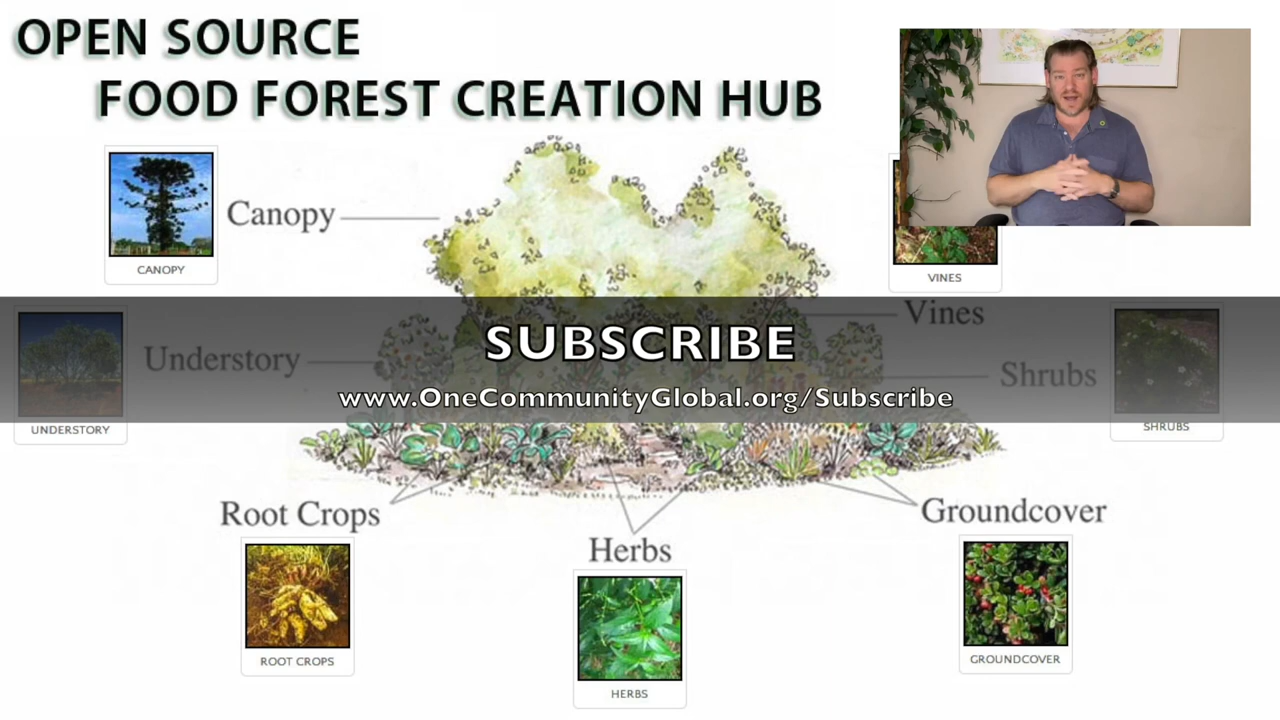 OPEN SOURCE
FOOD FOREST CREATION HUB
CANOPY
Canopy
VINES
Vines
SUBSCRIBE
www.OneCommunityGlobal.org/Subscribe
Understory
UNDERSTORY
Shrubs
SHRUBS
Root Crops
ROOT CROPS
Herbs
HERBS
Groundcover
GROUNDCOVER